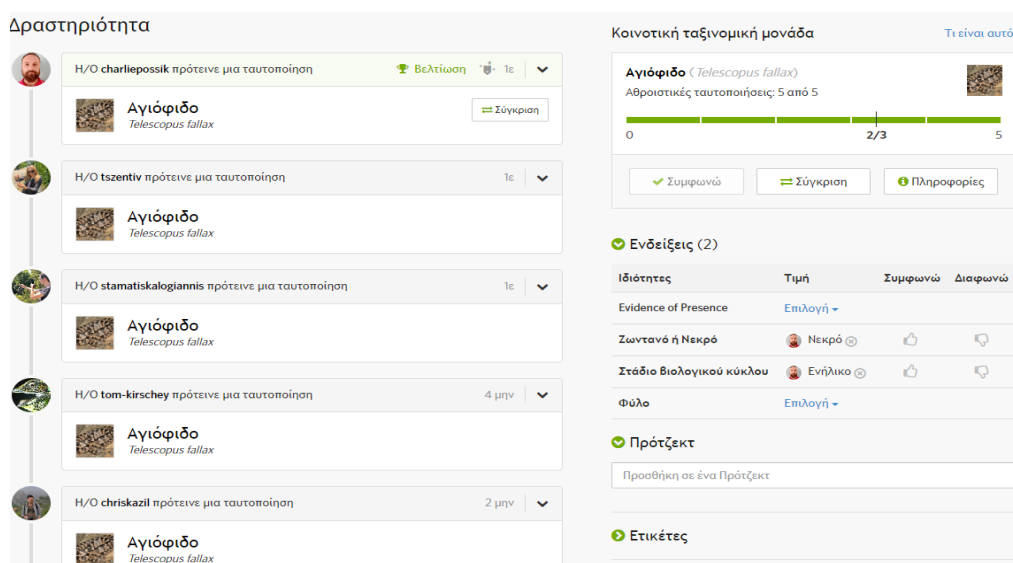 Δραστηριότητα
Η/Ο charliepossik πρότεινε μια ταυτοποίηση Βελτίωση 1ε
Αγιόφιδο
Telescopus fallax
Σύγκριση
Η/Ο tszentiv πρότεινε μια ταυτοποίηση 1ε
Αγιόφιδο
Telescopus fallax
Η/Ο stamatiskalogiannis πρότεινε μια ταυτοποίηση 1ε
Αγιόφιδο
Telescopus fallax
Η/Ο tom-kirschey πρότεινε μια ταυτοποίηση 4 μην
Αγιόφιδο
Telescopus fallax
Η/Ο chriskazil πρότεινε μια ταυτοποίηση 2 μην
Αγιόφιδο
Telescopus fallax
Κοινοτική ταξινομική μονάδα Τι είναι αυτό
Αγιόφιδο (Telescopus fallax)
Αθροιστικές ταυτοποιήσεις: 5 από 5
0 2/3 5
Συμφωνώ Σύγκριση Πληροφορίες
Ενδείξεις (2)
Ιδιότητες Τιμή Συμφωνώ Διαφωνώ
Evidence of Presence Επιλογή
Ζωντανό ή Νεκρό Νεκρό
Στάδιο βιολογικού κύκλου Ενήλικο
Φύλο Επιλογή
Πρότζεκτ
Προσθήκη σε ένα Πρότζεκτ
Ετικέτες